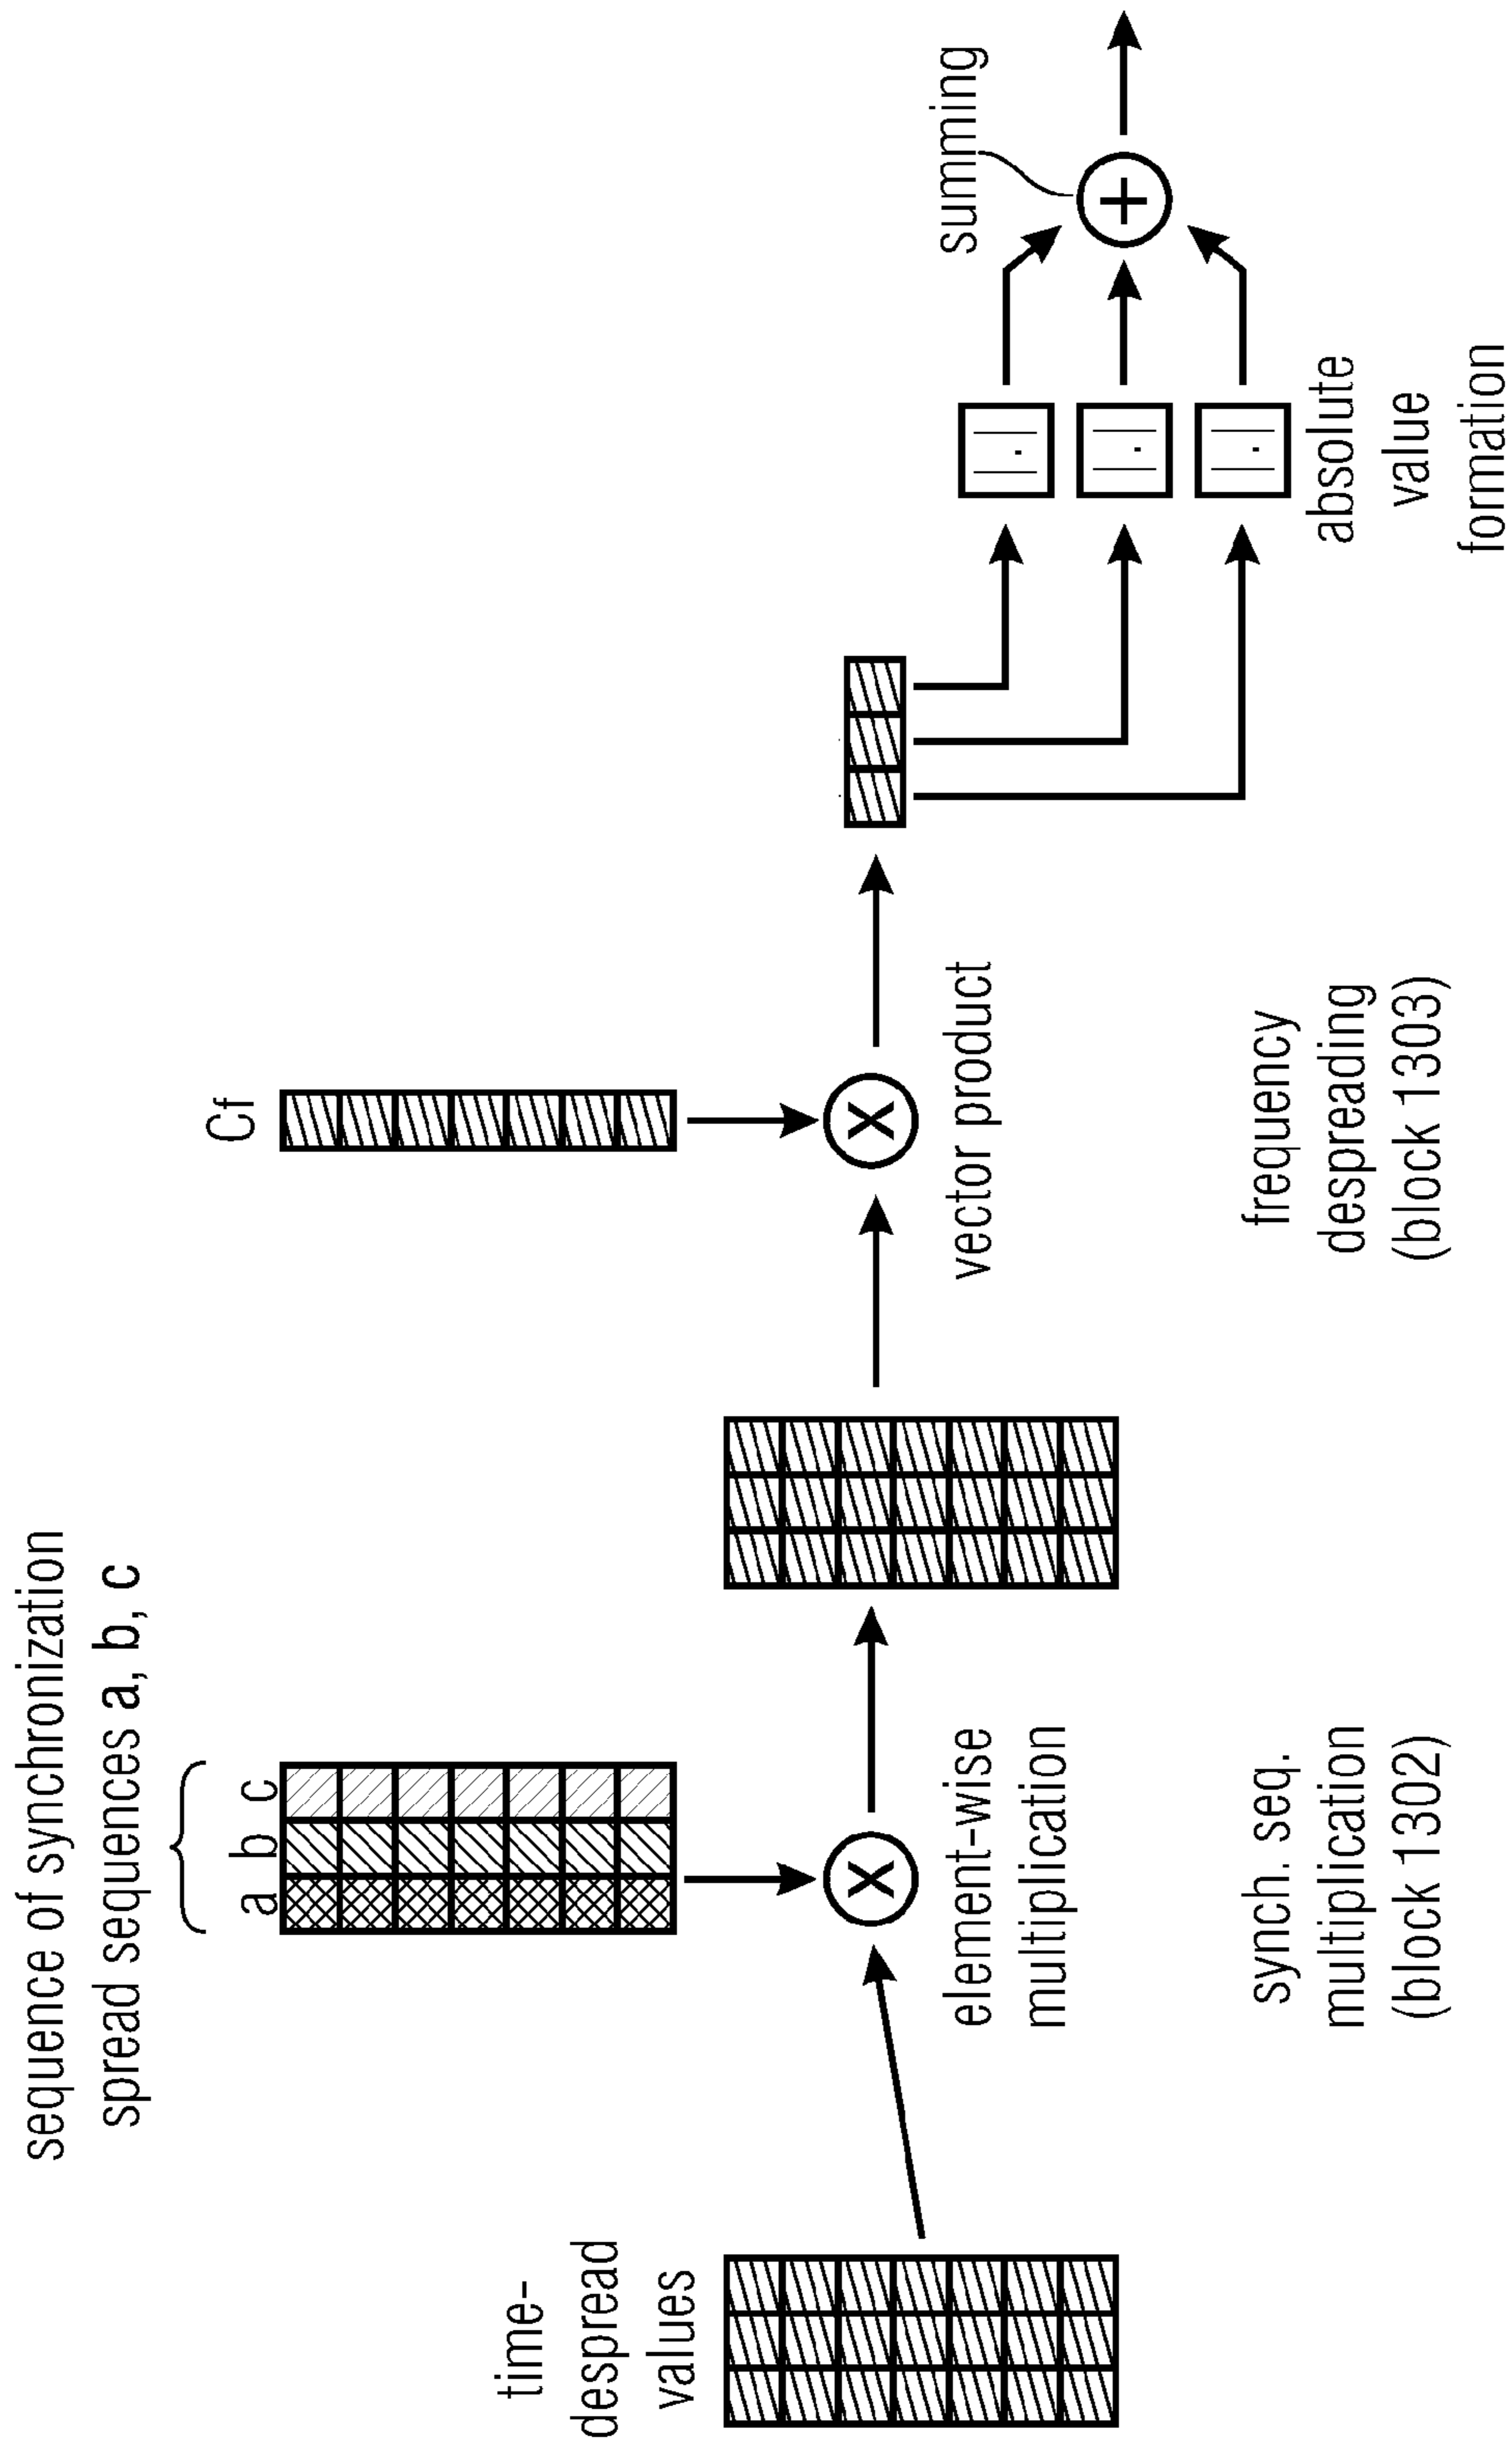 sequence of synchronization
spread sequences a, b, c
a b c
time-
despread
values
element-wise
multiplication
synch. seq.
multiplication
(block 1302)
Cf
vector product
frequency
despreading
(block 1303)
|.|
|.|
|.|
absolute
value
formation
summing